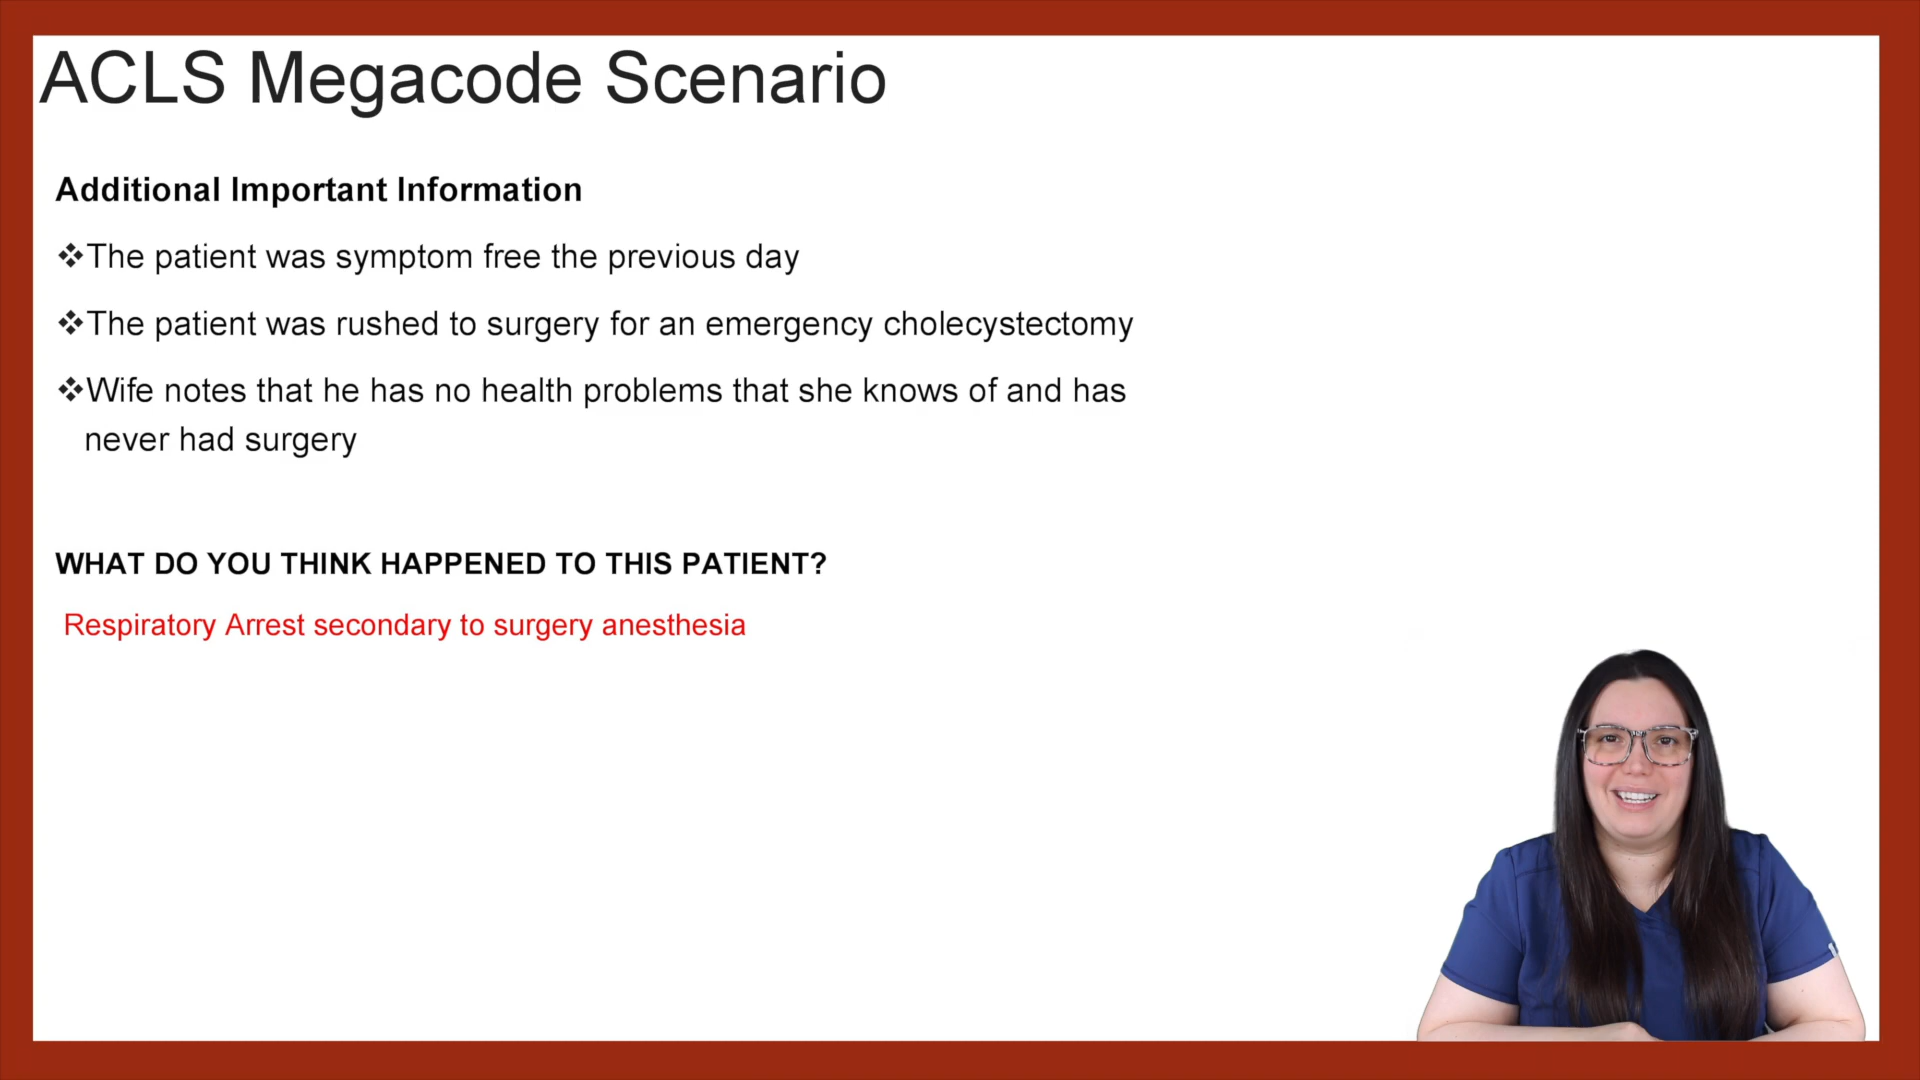 ACLS Megacode Scenario
Additional Important Information
❖The patient was symptom free the previous day
❖The patient was rushed to surgery for an emergency cholecystectomy
❖Wife notes that he has no health problems that she knows of and has
never had surgery
WHAT DO YOU THINK HAPPENED TO THIS PATIENT?
Respiratory Arrest secondary to surgery anesthesia